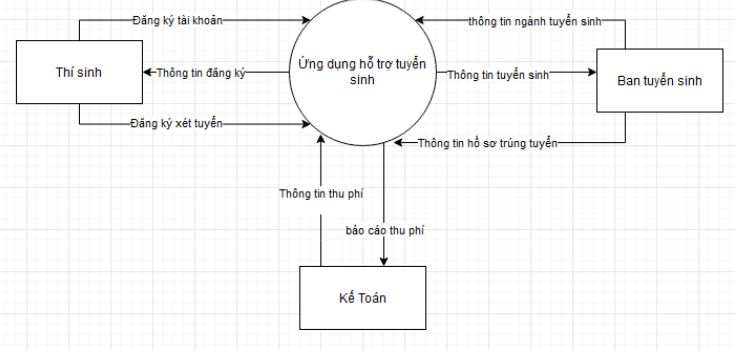 Đăng ký tài khoản
thông tin ngành tuyển sinh
Thí sinh
Thông tin đăng ký
Ứng dụng hỗ trợ tuyển
sinh
Thông tin tuyển sinh
Ban tuyển sinh
Đăng ký xét tuyển
Thông tin hồ sơ trúng tuyển
Thông tin thu phí
báo cáo thu phí
Kế Toán